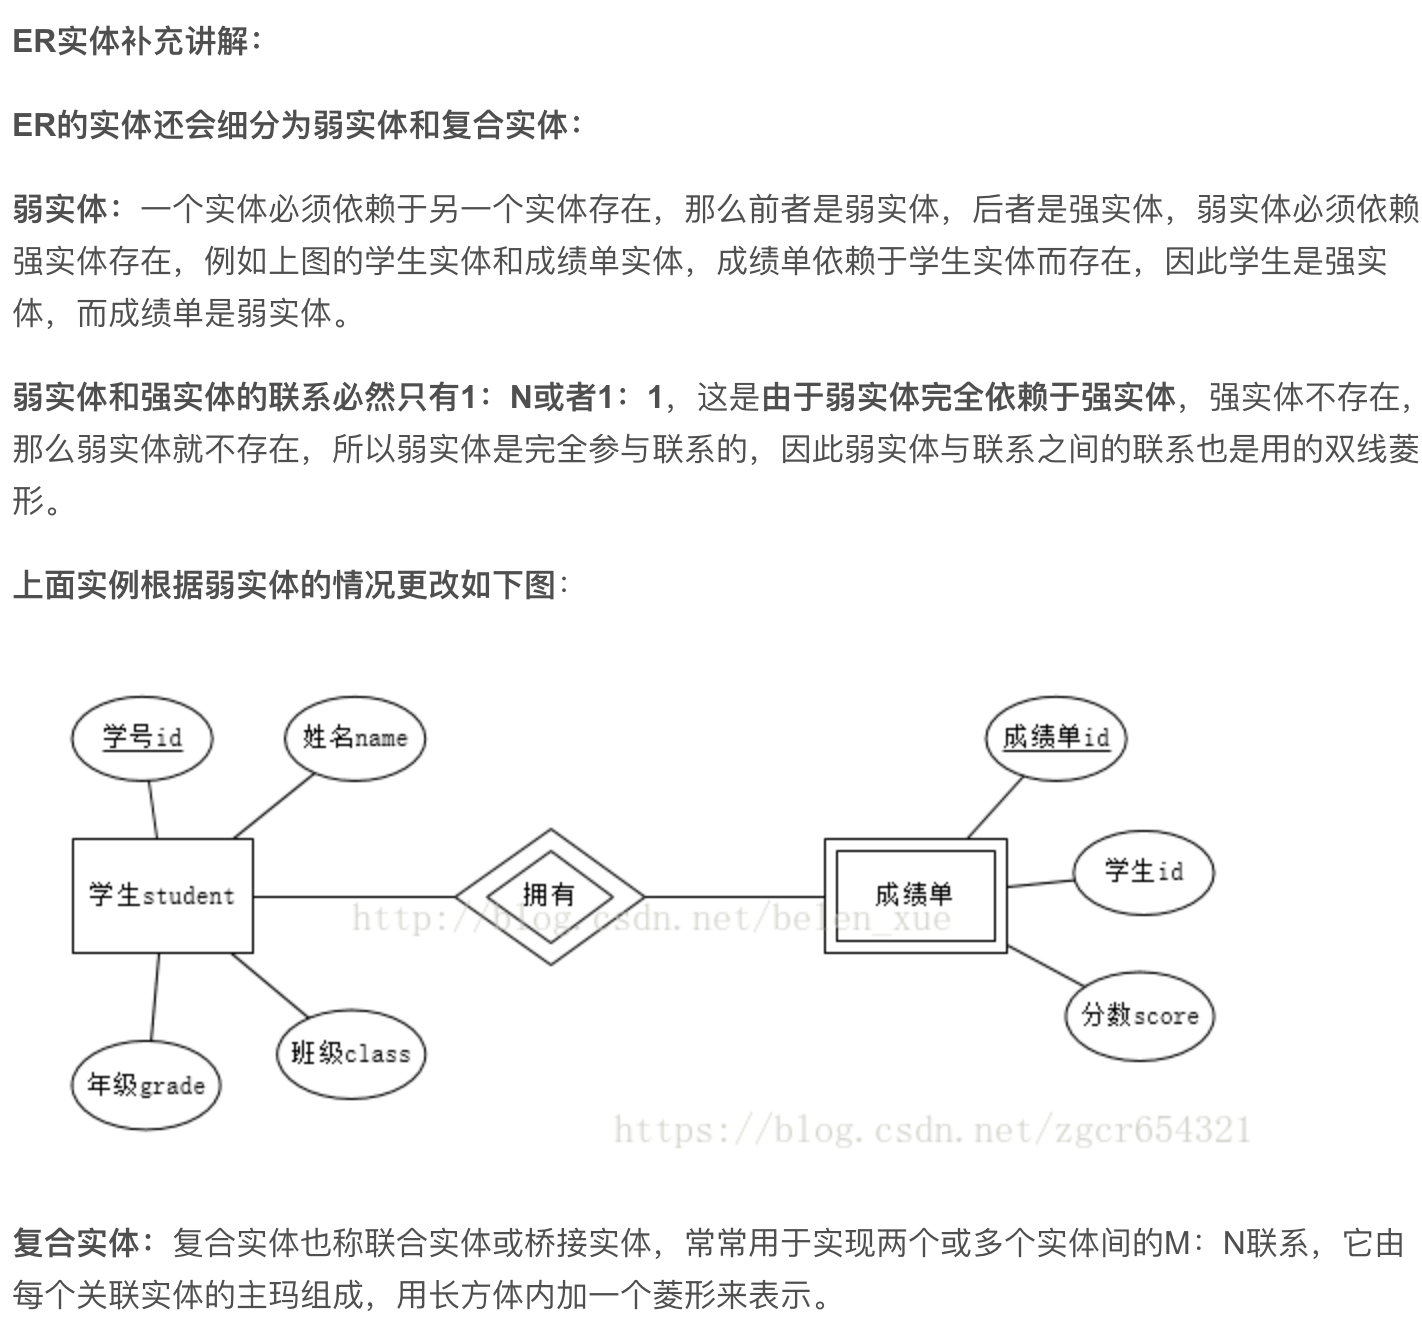 ER实体补充讲解：
ER的实体还会细分为弱实体和复合实体：
弱实体：一个实体必须依赖于另一个实体存在，那么前者是弱实体，后者是强实体，弱实体必须依赖
强实体存在，例如上图的学生实体和成绩单实体，成绩单依赖于学生实体而存在，因此学生是强实
体，而成绩单是弱实体。
弱实体和强实体的联系必然只有1：N或者1：1，这是由于弱实体完全依赖于强实体，强实体不存在，
那么弱实体就不存在，所以弱实体是完全参与联系的，因此弱实体与联系之间的联系也是用的双线菱
形。
上面实例根据弱实体的情况更改如下图：
学号id
姓名name
成绩单id
学生student
拥有
成绩单
学生id
http://blog.csdn.net/belen_xue
分数score
年级grade
班级class
https://blog.csdn.net/zgcr654321
复合实体：复合实体也称联合实体或桥接实体，常常用于实现两个或多个实体间的M：N联系，它由
每个关联实体的主玛组成，用长方体内加一个菱形来表示。